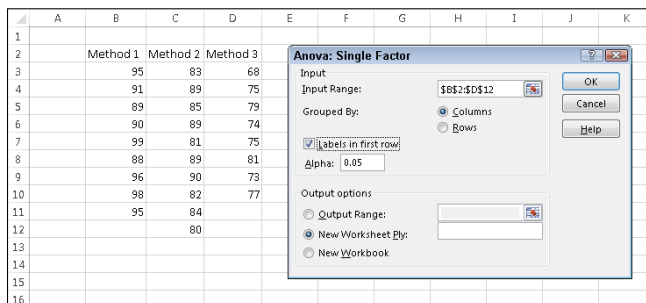 A B C D E F G H I J K
1
2 Method 1 Method 2 Method 3
3 95 83 68
4 91 89 75
5 89 85 79
6 90 89 74
7 99 81 75
8 88 89 81
9 96 90 73
10 98 82 77
11 95 84
12 80
13
14
15
16
Anova: Single Factor
Input
Input Range: $B$2:$D$12
Grouped By: Columns
Rows
Labels in first row
Alpha: 0.05
Output options
Output Range:
New Worksheet Ply:
New Workbook
OK
Cancel
Help